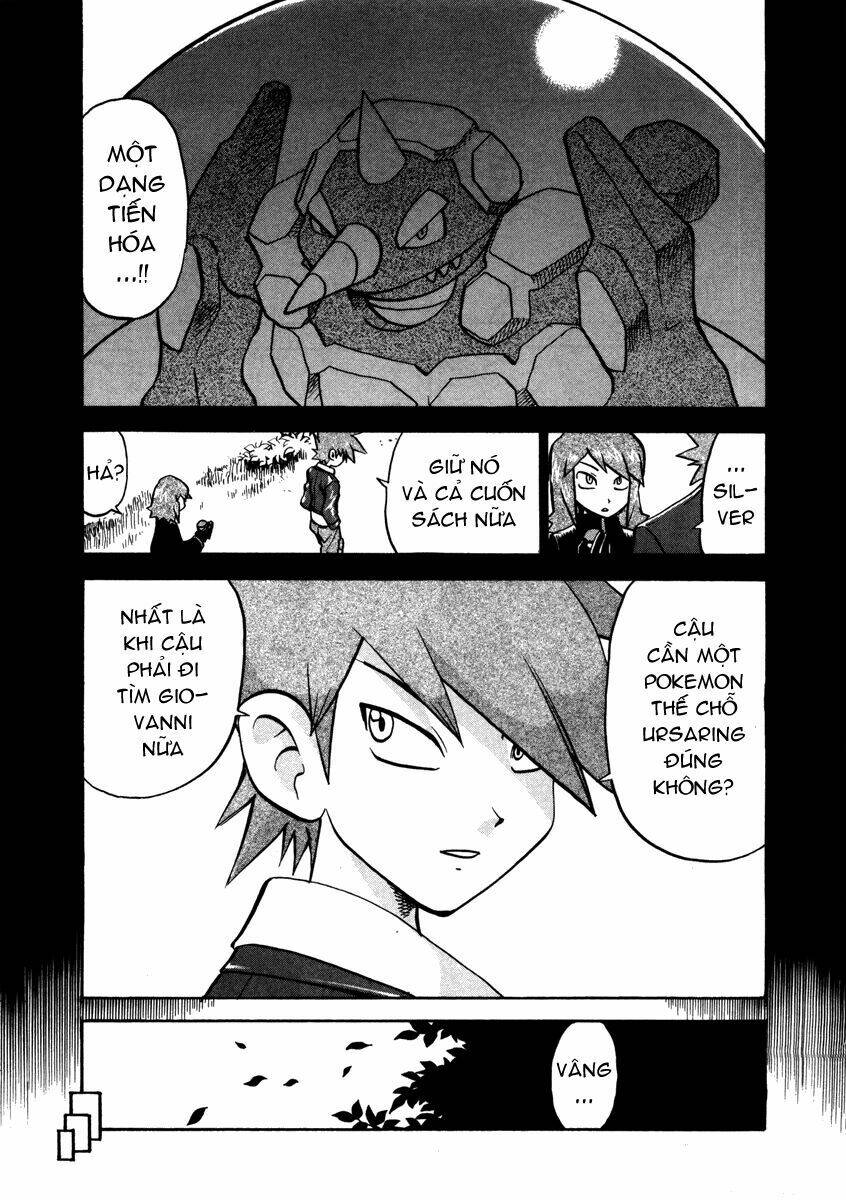 MỘT
DẠNG
TIẾN
HÓA
...!!
...
SIL-
VER
GIỮ NÓ
VÀ CẢ CUỐN
SÁCH NỮA
HẢ?
CẬU
CẦN MỘT
POKEMON
THẾ CHỖ
URSARING
ĐÚNG
KHÔNG?
NHẤT LÀ
KHI CẬU
PHẢI ĐI
TÌM GIO-
VANNI
NỮA
VÂNG
...